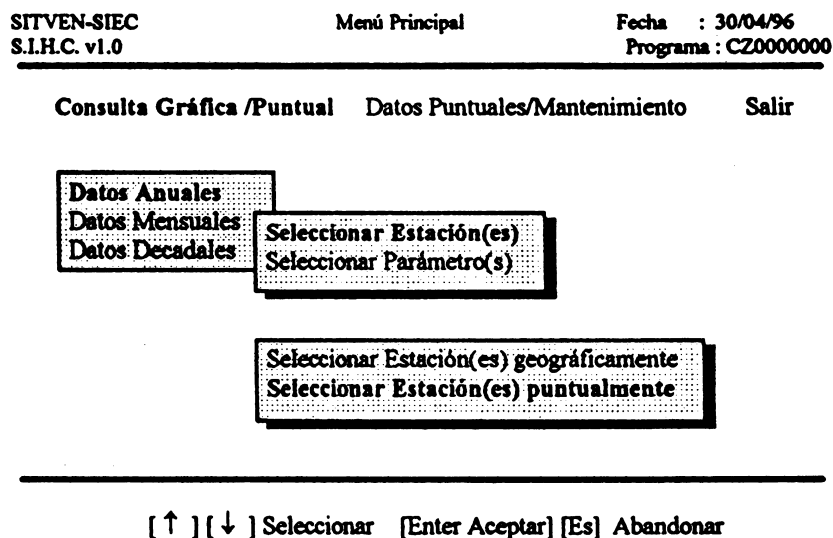 SITVEN-SIEC Menú Principal Fecha : 30/04/96
S.I.H.C. v1.0 Programa : CZ0000000
Consulta Gráfica /Puntual Datos Puntuales/Mantenimiento Salir
Datos Anuales
Datos Mensuales
Datos Decadales
Seleccionar Estación(es)
Seleccionar Parámetro(s)
Seleccionar Estación(es) geográficamente
Seleccionar Estación(es) puntualmente
[ ↑ ] [ ↓ ] Seleccionar [Enter Aceptar] [Es] Abandonar